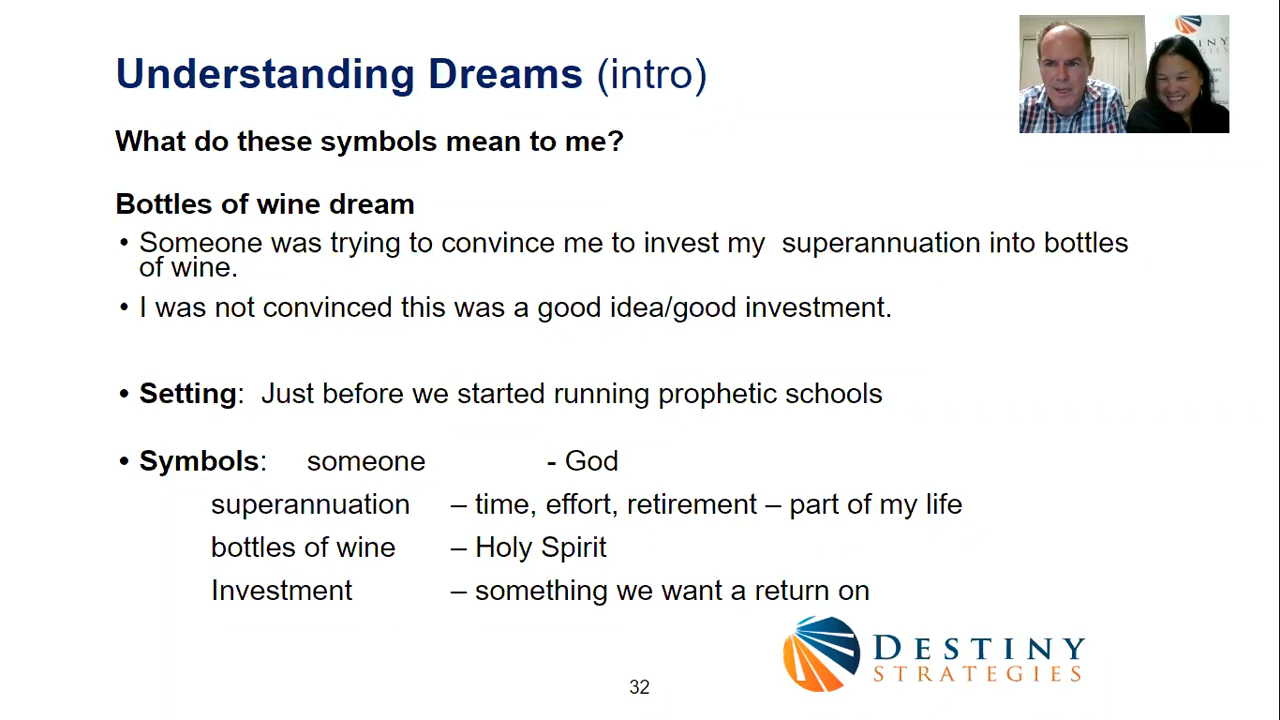 Understanding Dreams (intro)
What do these symbols mean to me?
Bottles of wine dream
• Someone was trying to convince me to invest my superannuation into bottles
of wine.
• I was not convinced this was a good idea/good investment.
• Setting: Just before we started running prophetic schools
• Symbols: someone - God
superannuation – time, effort, retirement – part of my life
bottles of wine – Holy Spirit
Investment – something we want a return on
DESTINY
STRATEGIES
32